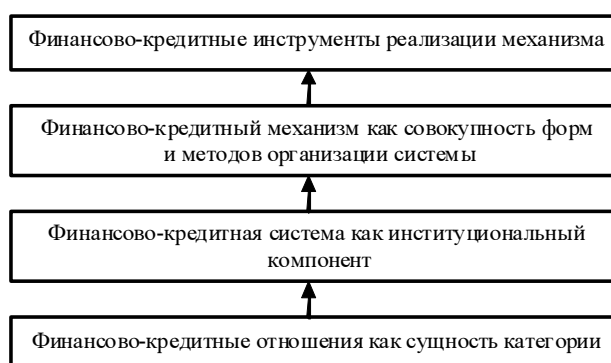 Финансово-кредитные инструменты реализации механизма
Финансово-кредитный механизм как совокупность форм
и методов организации системы
Финансово-кредитная система как институциональный
компонент
Финансово-кредитные отношения как сущность категории